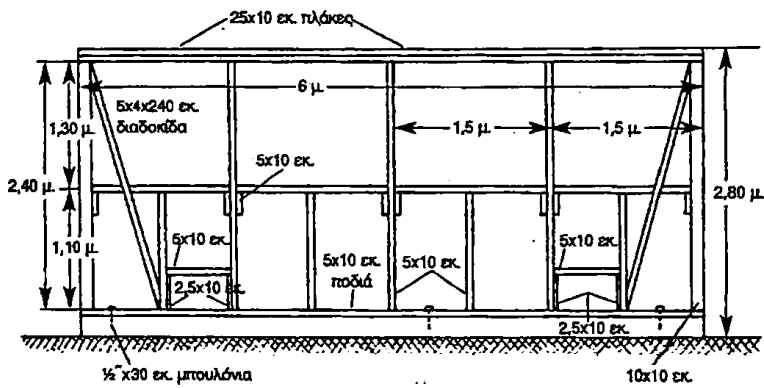 25x10 εκ. πλάκες
6 μ.
5x4x240 εκ.
διαδοκίδα
1,30 μ.
1,5 μ.
1,5 μ.
5x10 εκ.
2,40 μ.
2,80 μ.
1,10 μ.
5x10 εκ.
5x10 εκ.
ποδιά
5x10 εκ.
5x10 εκ.
2,5x10 εκ.
2,5x10 εκ.
½"x30 εκ. μπουλόνια
10x10 εκ.